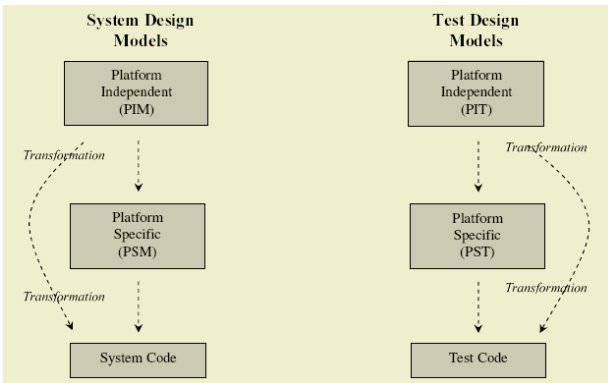 System Design
Models
Test Design
Models
Platform
Independent
(PIM)
Platform
Independent
(PIT)
Transformation
Transformation
Platform
Specific
(PSM)
Platform
Specific
(PST)
Transformation
Transformation
System Code
Test Code